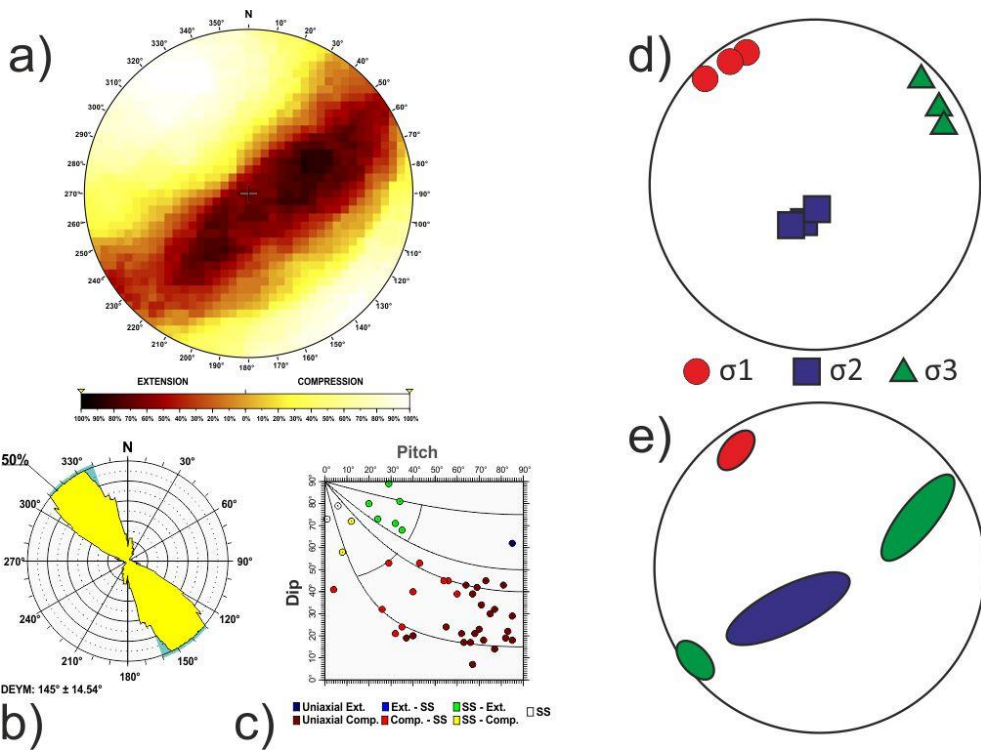 a)
N
350° 10°
340° 20°
330° 30°
320° 40°
310° 50°
300° 60°
290° 70°
280° 80°
270° 90°
260° 100°
250° 110°
240° 120°
230° 130°
220° 140°
210° 150°
200° 160°
190° 180° 170°
EXTENSION COMPRESSION
100% 90% 80% 70% 60% 50% 40% 30% 20% 10% 0% 10% 20% 30% 40% 50% 60% 70% 80% 90% 100%
b)
50%
N
330° 30°
300° 60°
270° 90°
240° 120°
210° 150°
180°
DEYM: 145° ± 14.54°
c)
Pitch
0° 10° 20° 30° 40° 50° 60° 70° 80° 90°
Dip
90°
80°
70°
60°
50°
40°
30°
20°
10°
0°
Uniaxial Ext. Ext. - SS SS - Ext. SS
Uniaxial Comp. Comp. - SS SS - Comp.
d)
σ1 σ2 σ3
e)